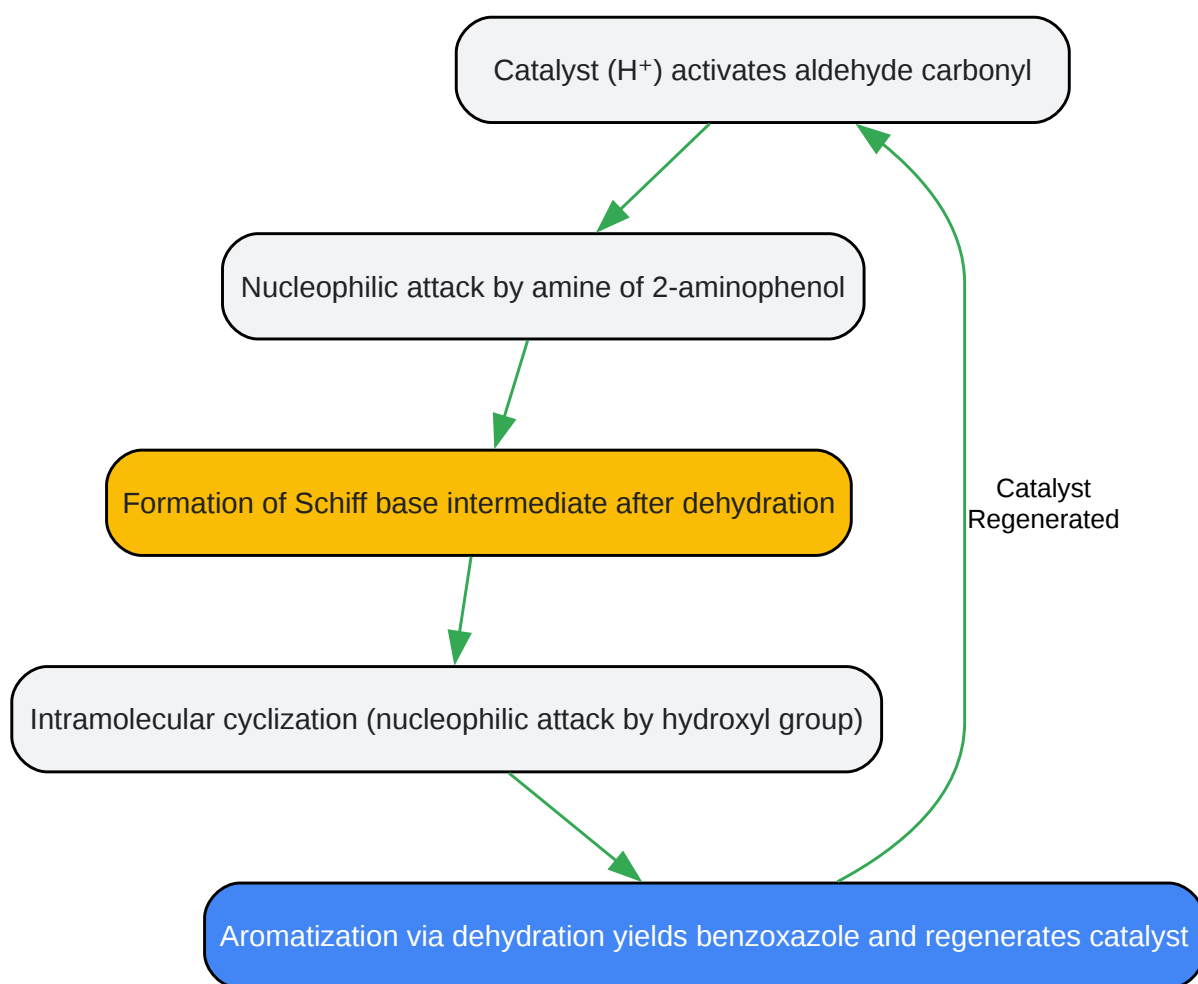 Catalyst (H⁺) activates aldehyde carbonyl
Nucleophilic attack by amine of 2-aminophenol
Formation of Schiff base intermediate after dehydration
Catalyst
Regenerated
Intramolecular cyclization (nucleophilic attack by hydroxyl group)
Aromatization via dehydration yields benzoxazole and regenerates catalyst